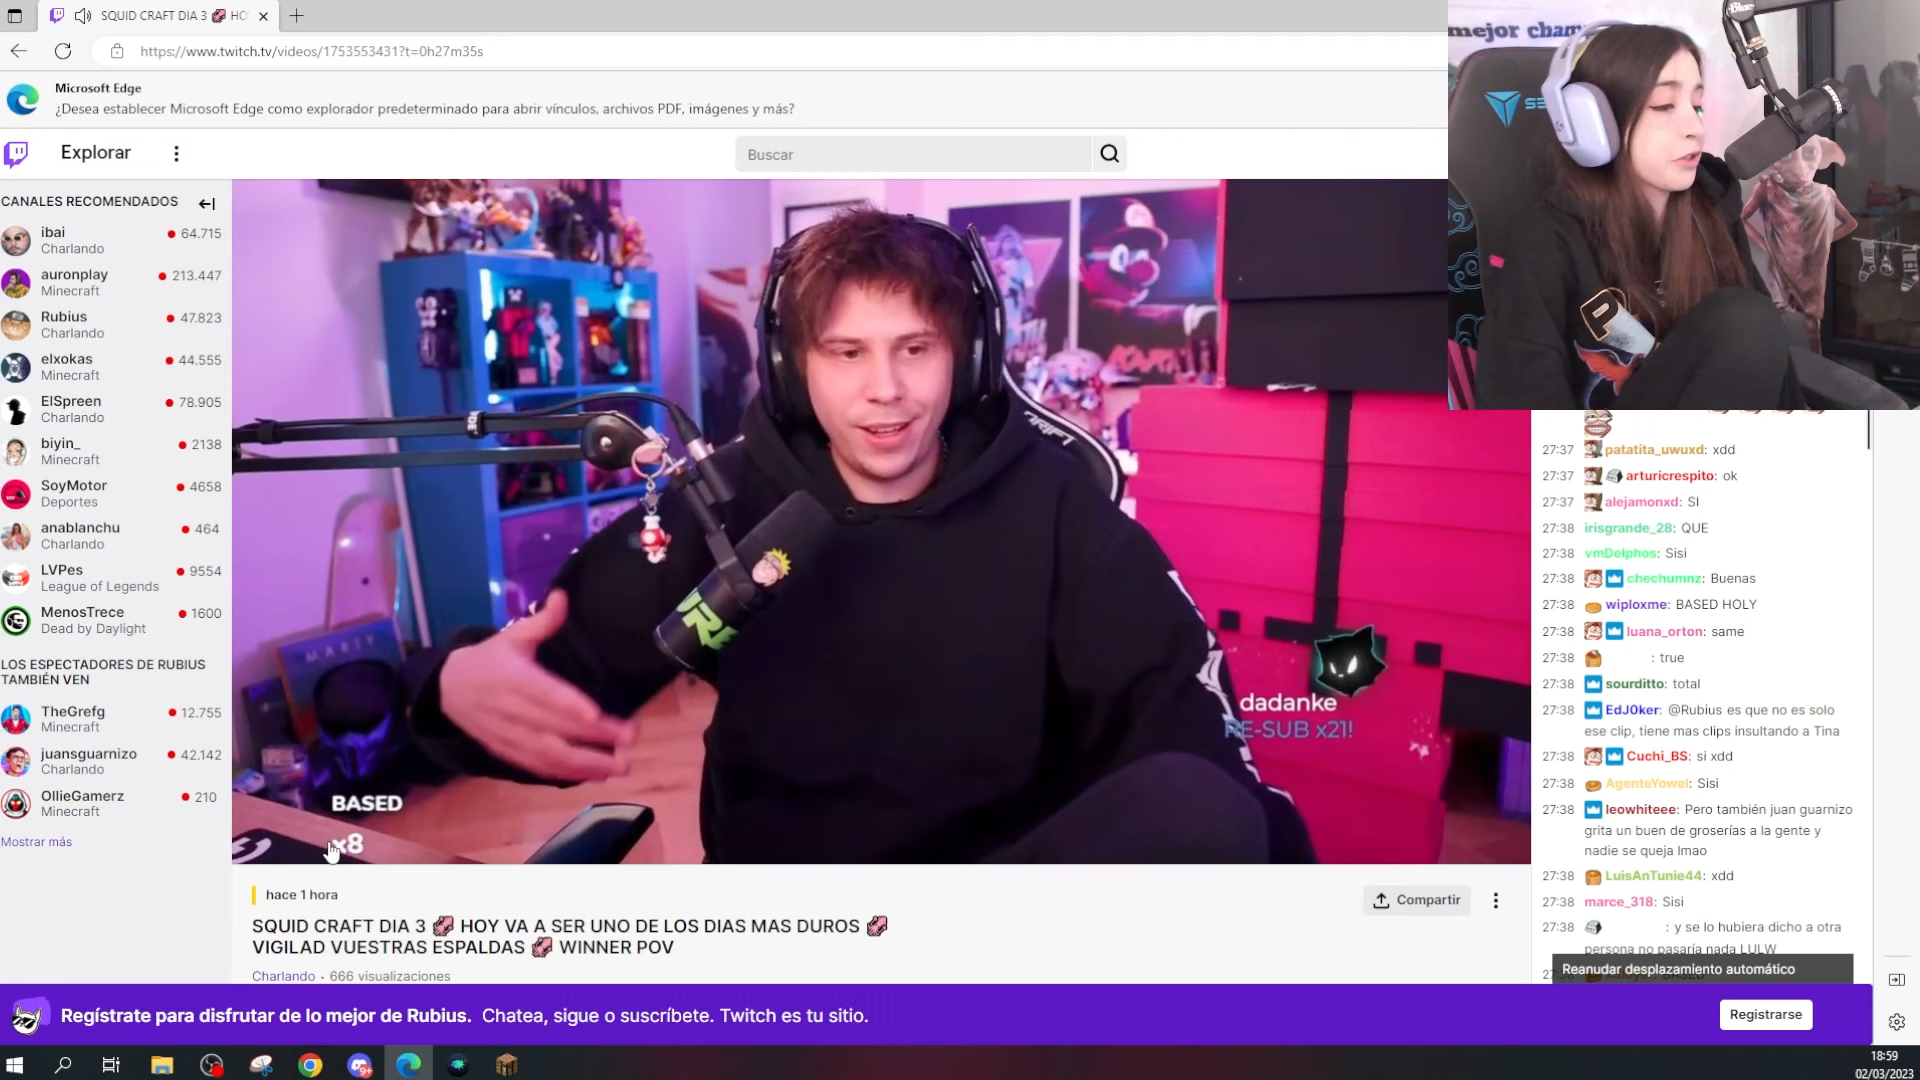 SQUID CRAFT DIA 3 🦑 HO
https://www.twitch.tv/videos/1753553431?t=0h27m35s
Microsoft Edge
¿Desea establecer Microsoft Edge como explorador predeterminado para abrir vínculos, archivos PDF, imágenes y más?
Explorar
Buscar
mejor cham
Blue
CANALES RECOMENDADOS
ibai
64.715
Charlando
auronplay
213.447
Minecraft
Rubius
47.823
Charlando
elxokas
44.555
Minecraft
ElSpreen
78.905
Charlando
biyin_
2138
Minecraft
SoyMotor
4658
Deportes
anablanchu
464
Charlando
LVPes
9554
League of Legends
MenosTrece
1600
Dead by Daylight
LOS ESPECTADORES DE RUBIUS
TAMBIÉN VEN
TheGrefg
12.755
Minecraft
juansguarnizo
42.142
Charlando
OllieGamerz
210
Minecraft
Mostrar más
DRIFT
MARTY
dadanke
RE-SUB x21!
BASED
x8
27:37 patatita_uwuxd: xdd
27:37 arturicrespito: ok
27:37 alejamonxd: SI
27:38 irisgrande_28: QUE
27:38 vmDelphos: Sisi
27:38 chechumnz: Buenas
27:38 wiploxme: BASED HOLY
27:38 luana_orton: same
27:38 : true
27:38 sourditto: total
27:38 EdJ0ker: @Rubius es que no es solo
ese clip, tiene mas clips insultando a Tina
27:38 Cuchi_BS: si xdd
27:38 AgenteYowel: Sisi
27:38 leowhiteee: Pero también juan guarnizo
grita un buen de groserías a la gente y
nadie se queja lmao
27:38 LuisAnTunie44: xdd
27:38 marce_318: Sisi
27:38 : y se lo hubiera dicho a otra
persona no pasaría nada LULW
Reanudar desplazamiento automático
hace 1 hora
Compartir
SQUID CRAFT DIA 3 🦑 HOY VA A SER UNO DE LOS DIAS MAS DUROS 🦑
VIGILAD VUESTRAS ESPALDAS 🦑 WINNER POV
Charlando · 666 visualizaciones
Regístrate para disfrutar de lo mejor de Rubius. Chatea, sigue o suscríbete. Twitch es tu sitio.
Registrarse
9+
18:59
02/03/2023